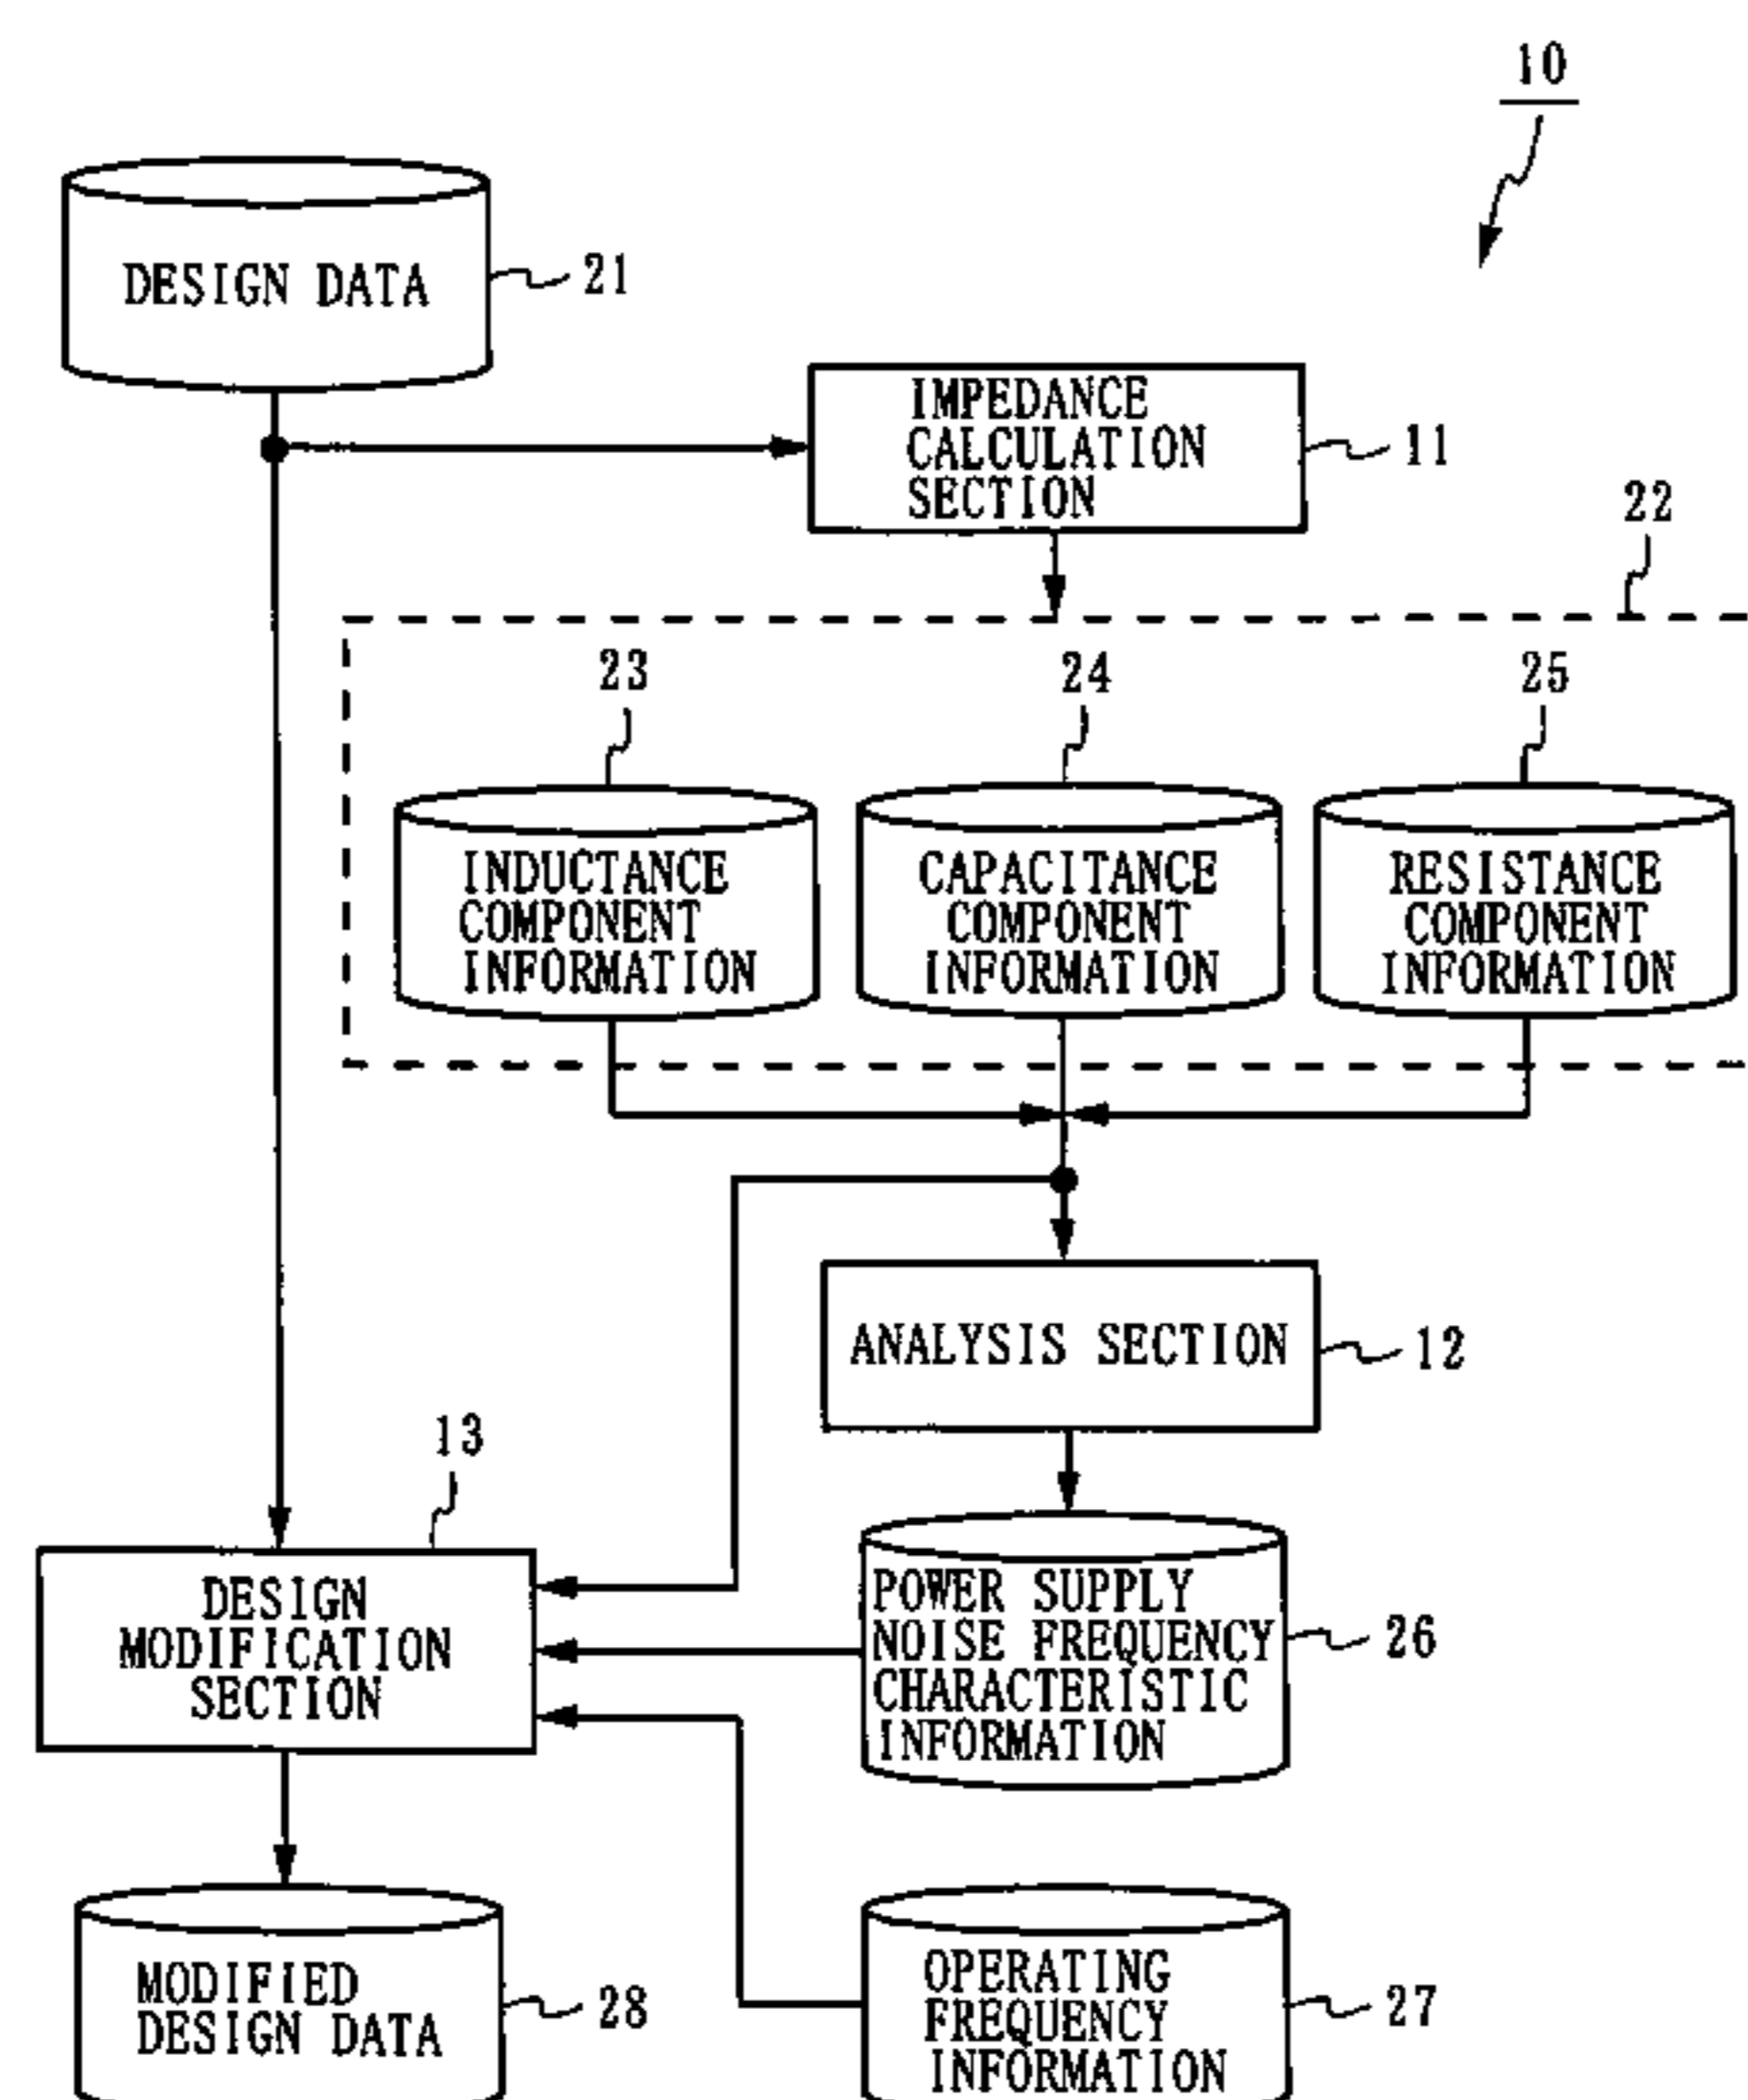 10
DESIGN DATA
21
IMPEDANCE
CALCULATION
SECTION
11
22
23
24
25
INDUCTANCE
COMPONENT
INFORMATION
CAPACITANCE
COMPONENT
INFORMATION
RESISTANCE
COMPONENT
INFORMATION
ANALYSIS SECTION
12
13
DESIGN
MODIFICATION
SECTION
POWER SUPPLY
NOISE FREQUENCY
CHARACTERISTIC
INFORMATION
26
MODIFIED
DESIGN DATA
28
OPERATING
FREQUENCY
INFORMATION
27